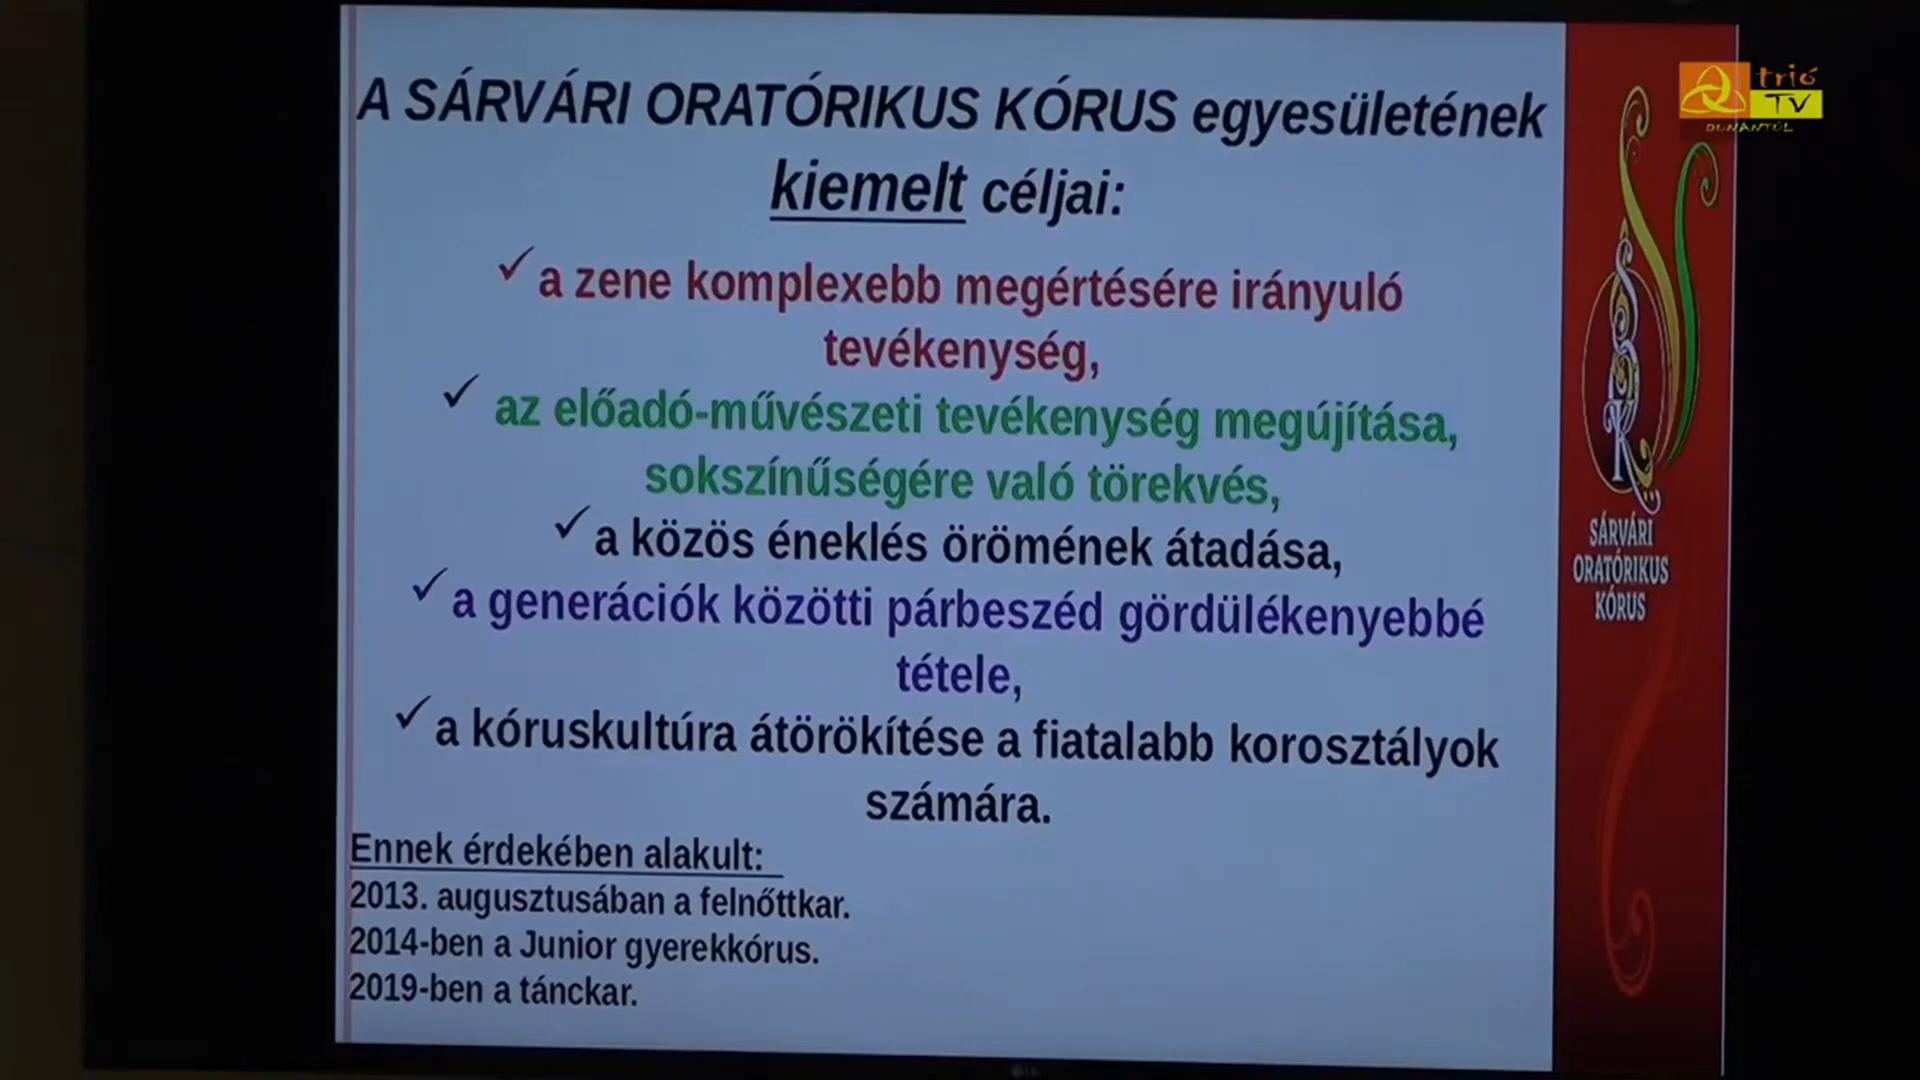 A SÁRVÁRI ORATÓRIKUS KÓRUS egyesületének
kiemelt céljai:
✓ a zene komplexebb megértésére irányuló
tevékenység,
✓ az előadó-művészeti tevékenység megújítása,
sokszínűségére való törekvés,
✓ a közös éneklés örömének átadása,
✓ a generációk közötti párbeszéd gördülékenyebbé
tétele,
✓ a kóruskultúra átörökítése a fiatalabb korosztályok
számára.
Ennek érdekében alakult:
2013. augusztusában a felnőttkar.
2014-ben a Junior gyerekkórus.
2019-ben a tánckar.
trió
TV
DUNÁNTÚL
SÁRVÁRI
ORATÓRIKUS
KÓRUS
LG